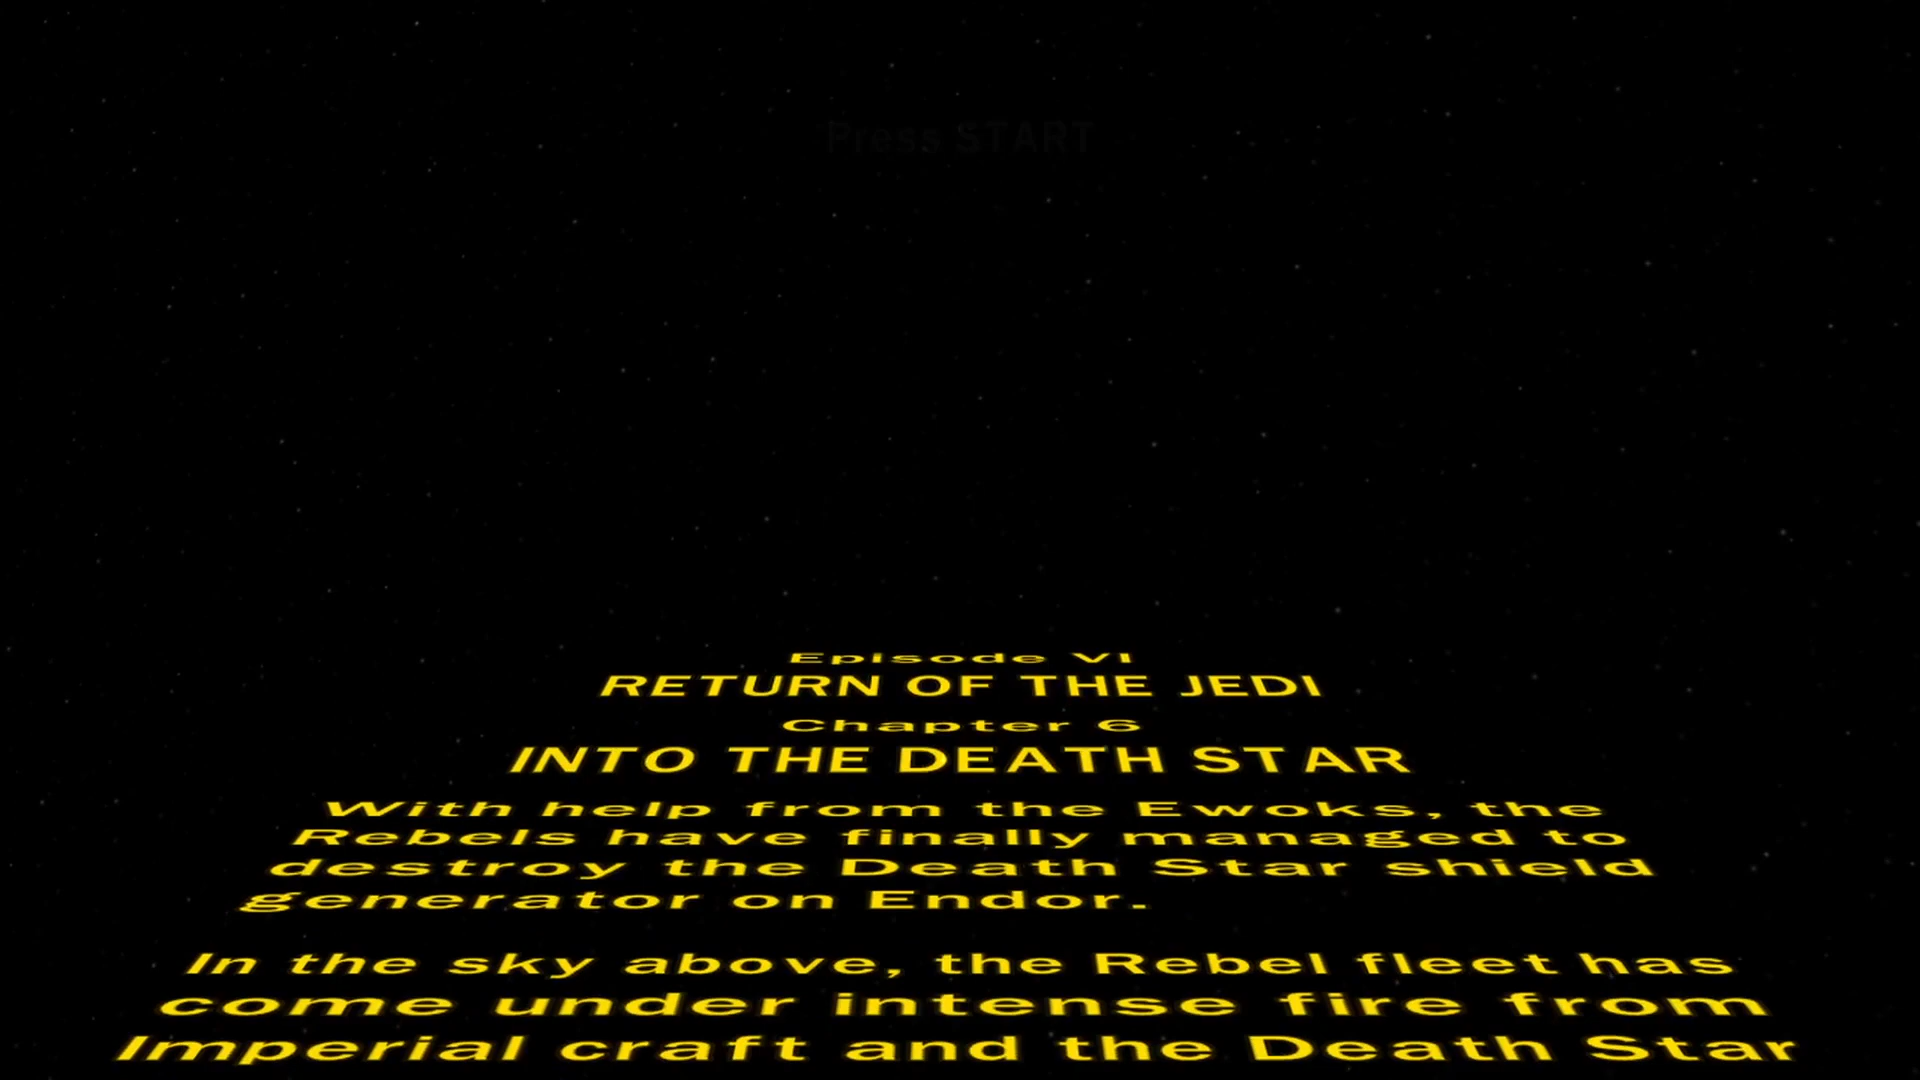 Press START
Episode VI
RETURN OF THE JEDI
Chapter 6
INTO THE DEATH STAR
With help from the Ewoks, the
Rebels have finally managed to
destroy the Death Star shield
generator on Endor.
In the sky above, the Rebel fleet has
come under intense fire from
Imperial craft and the Death Star